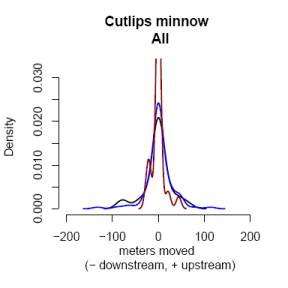 Cutlips minnow
All
0.030
0.020
0.010
0.000
Density
−200 −100 0 100 200
meters moved
(− downstream, + upstream)